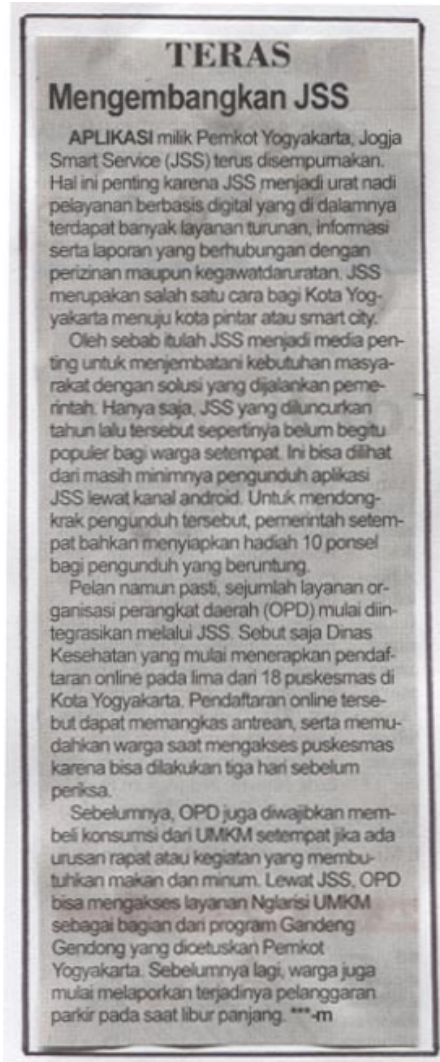 TERAS
Mengembangkan JSS
APLIKASI milik Pemkot Yogyakarta, Jogja
Smart Service (JSS) terus disempurnakan.
Hal ini penting karena JSS menjadi urat nadi
pelayanan berbasis digital yang di dalamnya
terdapat banyak layanan turunan, informasi
serta laporan yang berhubungan dengan
perizinan maupun kegawatdaruratan. JSS
merupakan salah satu cara bagi Kota Yog-
yakarta menuju kota pintar atau smart city.
Oleh sebab itulah JSS menjadi media pen-
ting untuk menjembatani kebutuhan masya-
rakat dengan solusi yang dijalankan peme-
rintah. Hanya saja, JSS yang diluncurkan
tahun lalu tersebut sepertinya belum begitu
populer bagi warga setempat. Ini bisa dilihat
dari masih minimnya pengunduh aplikasi
JSS lewat kanal android. Untuk mendong-
krak pengunduh tersebut, pemerintah setem-
pat bahkan menyiapkan hadiah 10 ponsel
bagi pengunduh yang beruntung.
Pelan namun pasti, sejumlah layanan or-
ganisasi perangkat daerah (OPD) mulai diin-
tegrasikan melalui JSS. Sebut saja Dinas
Kesehatan yang mulai menerapkan pendaf-
taran online pada lima dari 18 puskesmas di
Kota Yogyakarta. Pendaftaran online terse-
but dapat memangkas antrean, serta memu-
dahkan warga saat mengakses puskesmas
karena bisa dilakukan tiga hari sebelum
periksa.
Sebelumnya, OPD juga diwajibkan mem-
beli konsumsi dari UMKM setempat jika ada
urusan rapat atau kegiatan yang membu-
tuhkan makan dan minum. Lewat JSS, OPD
bisa mengakses layanan Nglarisi UMKM
sebagai bagian dari program Gandeng
Gendong yang dicetuskan Pemkot
Yogyakarta. Sebelumnya lagi, warga juga
mulai melaporkan terjadinya pelanggaran
parkir pada saat libur panjang. ***-m